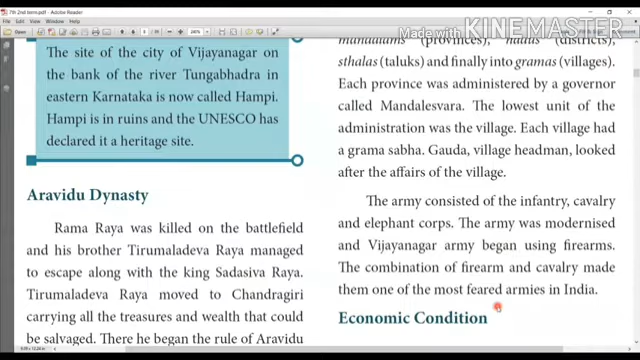 7th 2nd term.pdf - Adobe Reader
Made with KINEMASTER
The site of the city of Vijayanagar on
the bank of the river Tungabhadra in
eastern Karnataka is now called Hampi.
Hampi is in ruins and the UNESCO has
declared it a heritage site.
Aravidu Dynasty
Rama Raya was killed on the battlefield
and his brother Tirumaladeva Raya managed
to escape along with the king Sadasiva Raya.
Tirumaladeva Raya moved to Chandragiri
carrying all the treasures and wealth that could
be salvaged. There he began the rule of Aravidu
mandalams (provinces), nadus (districts),
sthalas (taluks) and finally into gramas (villages).
Each province was administered by a governor
called Mandalesvara. The lowest unit of the
administration was the village. Each village had
a grama sabha. Gauda, village headman, looked
after the affairs of the village.
The army consisted of the infantry, cavalry
and elephant corps. The army was modernised
and Vijayanagar army began using firearms.
The combination of firearm and cavalry made
them one of the most feared armies in India.
Economic Condition